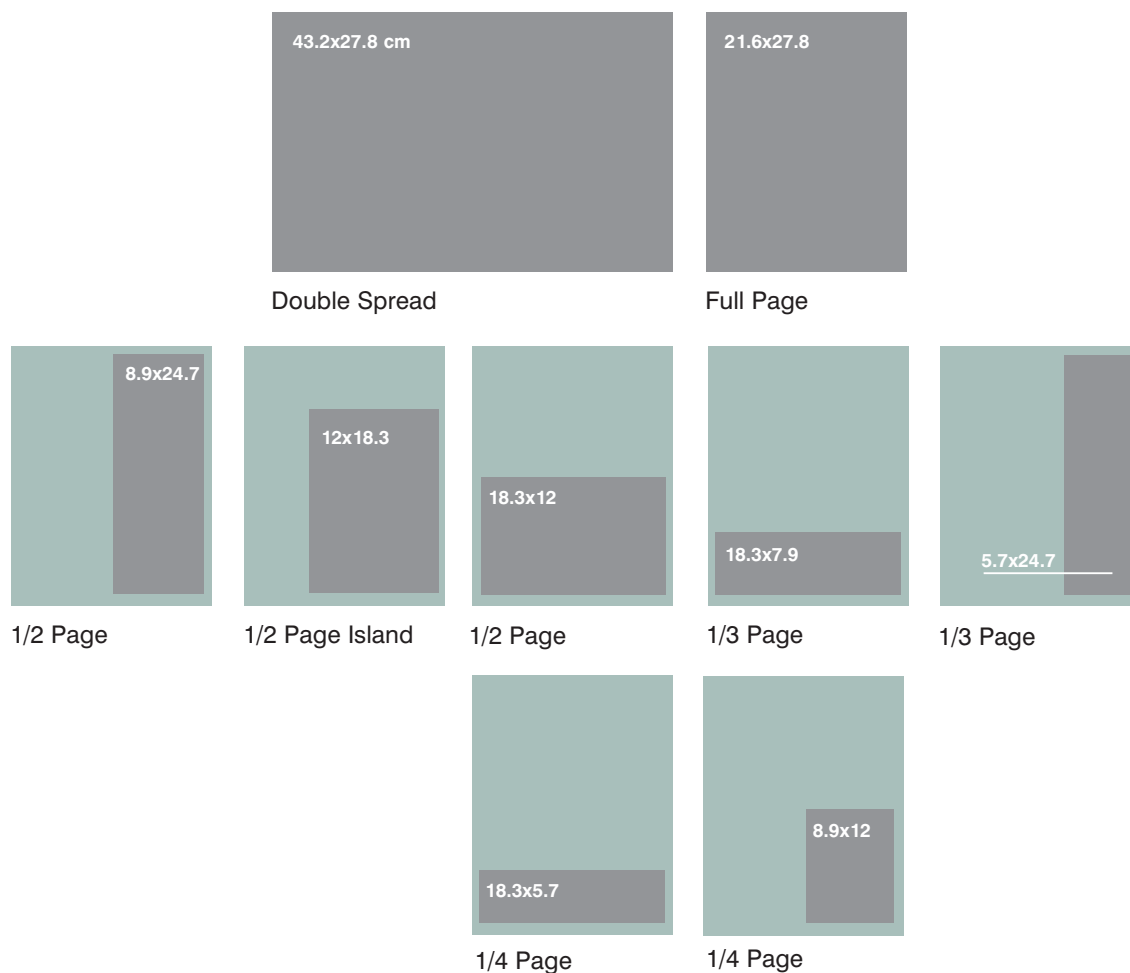 43.2x27.8 cm
21.6x27.8
Double Spread
Full Page
8.9x24.7
12x18.3
18.3x12
18.3x7.9
5.7x24.7
1/2 Page
1/2 Page Island
1/2 Page
1/3 Page
1/3 Page
18.3x5.7
8.9x12
1/4 Page
1/4 Page